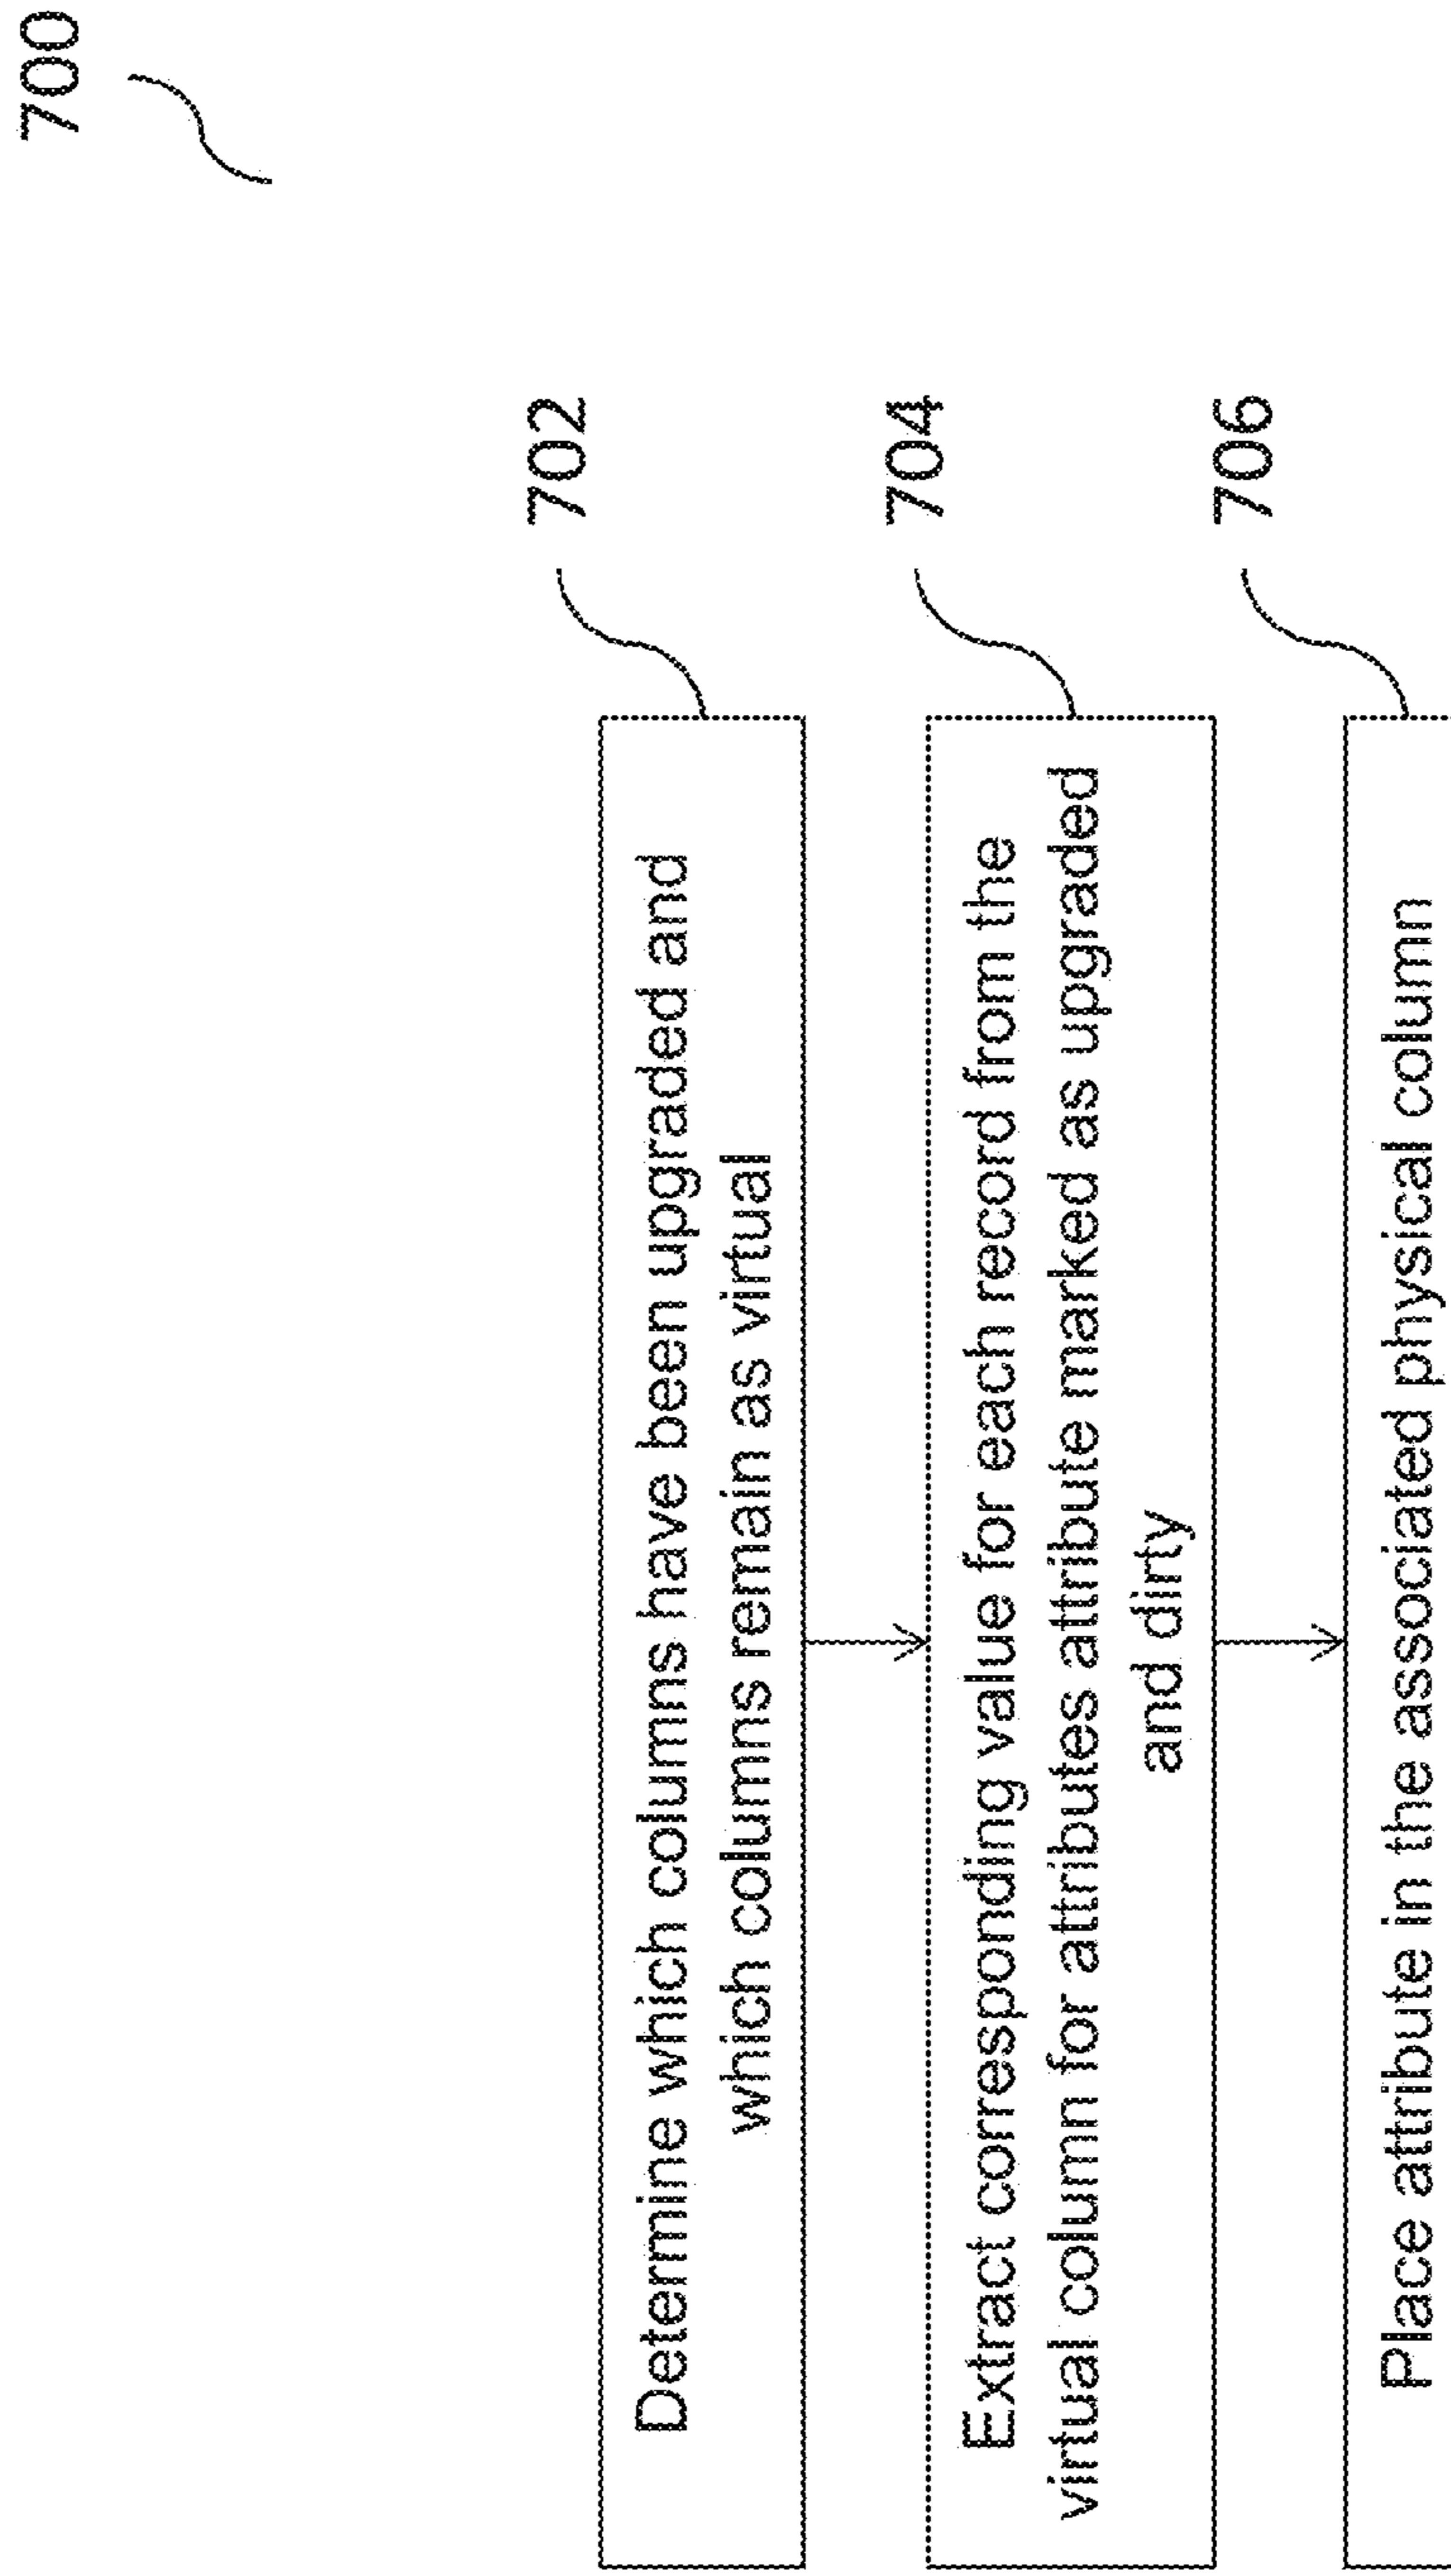 700
702
Determine which columns have been upgraded and
which columns remain as virtual
704
Extract corresponding value for each record from the
virtual column for attributes attribute marked as upgraded
and dirty
706
Place attribute in the associated physical column